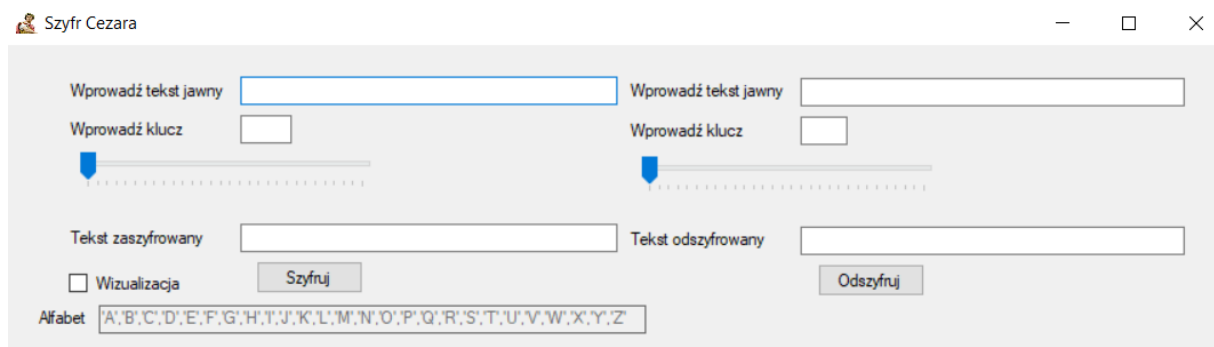 Szyfr Cezara
Wprowadź tekst jawny
Wprowadź tekst jawny
Wprowadź klucz
Wprowadź klucz
Tekst zaszyfrowany
Tekst odszyfrowany
Wizualizacja
Szyfruj
Odszyfruj
Alfabet 'A','B','C','D','E','F','G','H','I','J','K','L','M','N','O','P','Q','R','S','T','U','V','W','X','Y','Z'